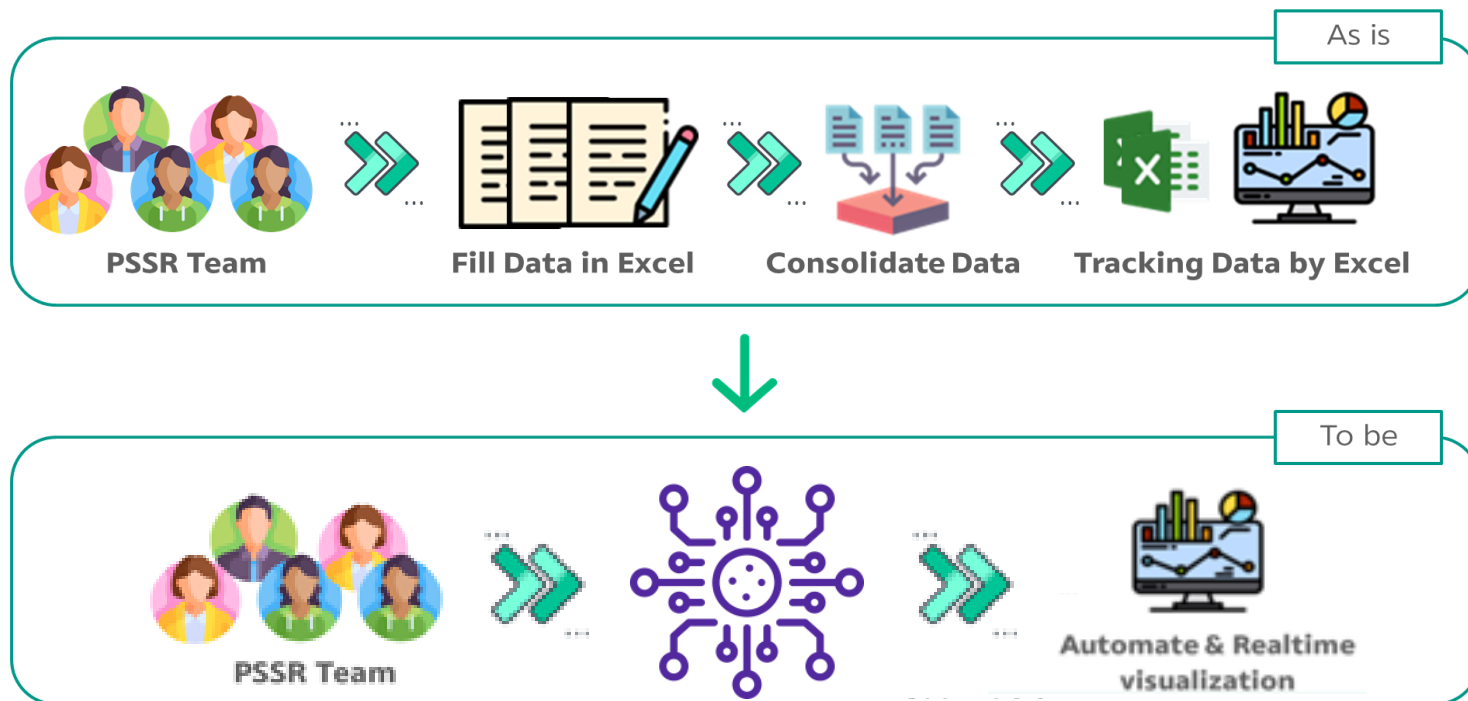 As is
PSSR Team
Fill Data in Excel
Consolidate Data
Tracking Data by Excel
To be
PSSR Team
Automate & Realtime
visualization